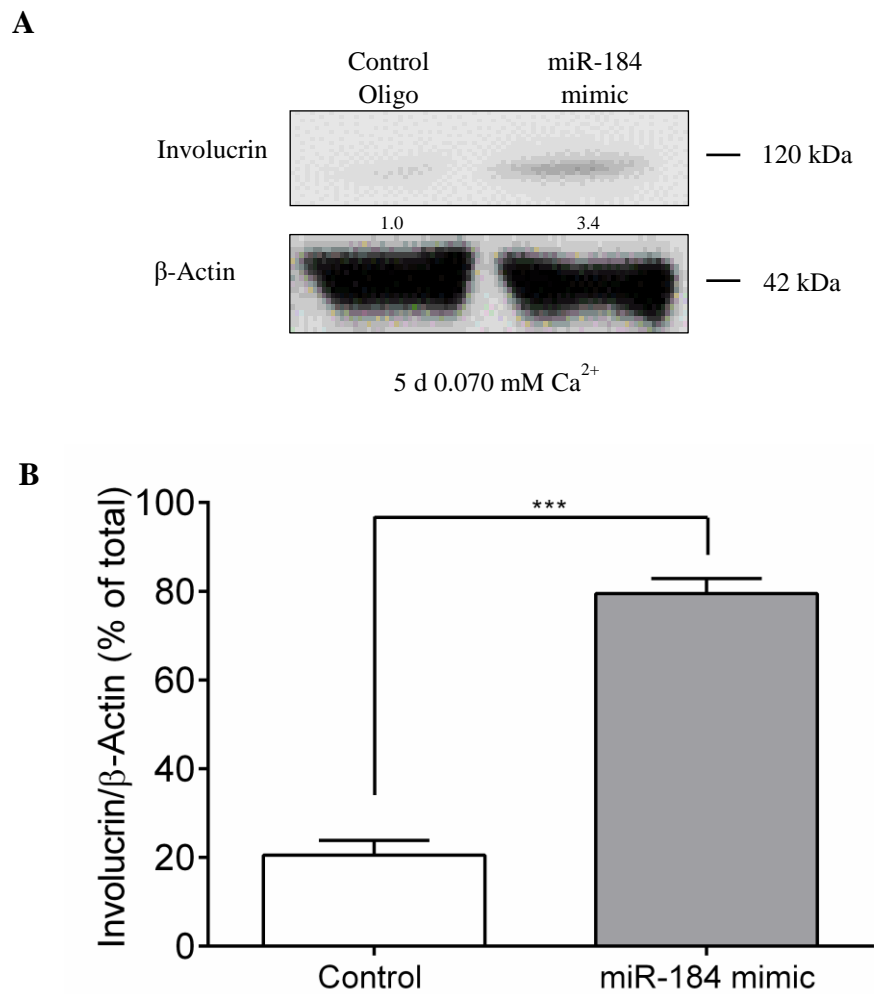 A
Control
Oligo
miR-184
mimic
Involucrin
120 kDa
1.0
3.4
β-Actin
42 kDa
5 d 0.070 mM Ca²⁺
B
Involucrin/β-Actin (% of total)
100
80
60
40
20
0
***
Control
miR-184 mimic